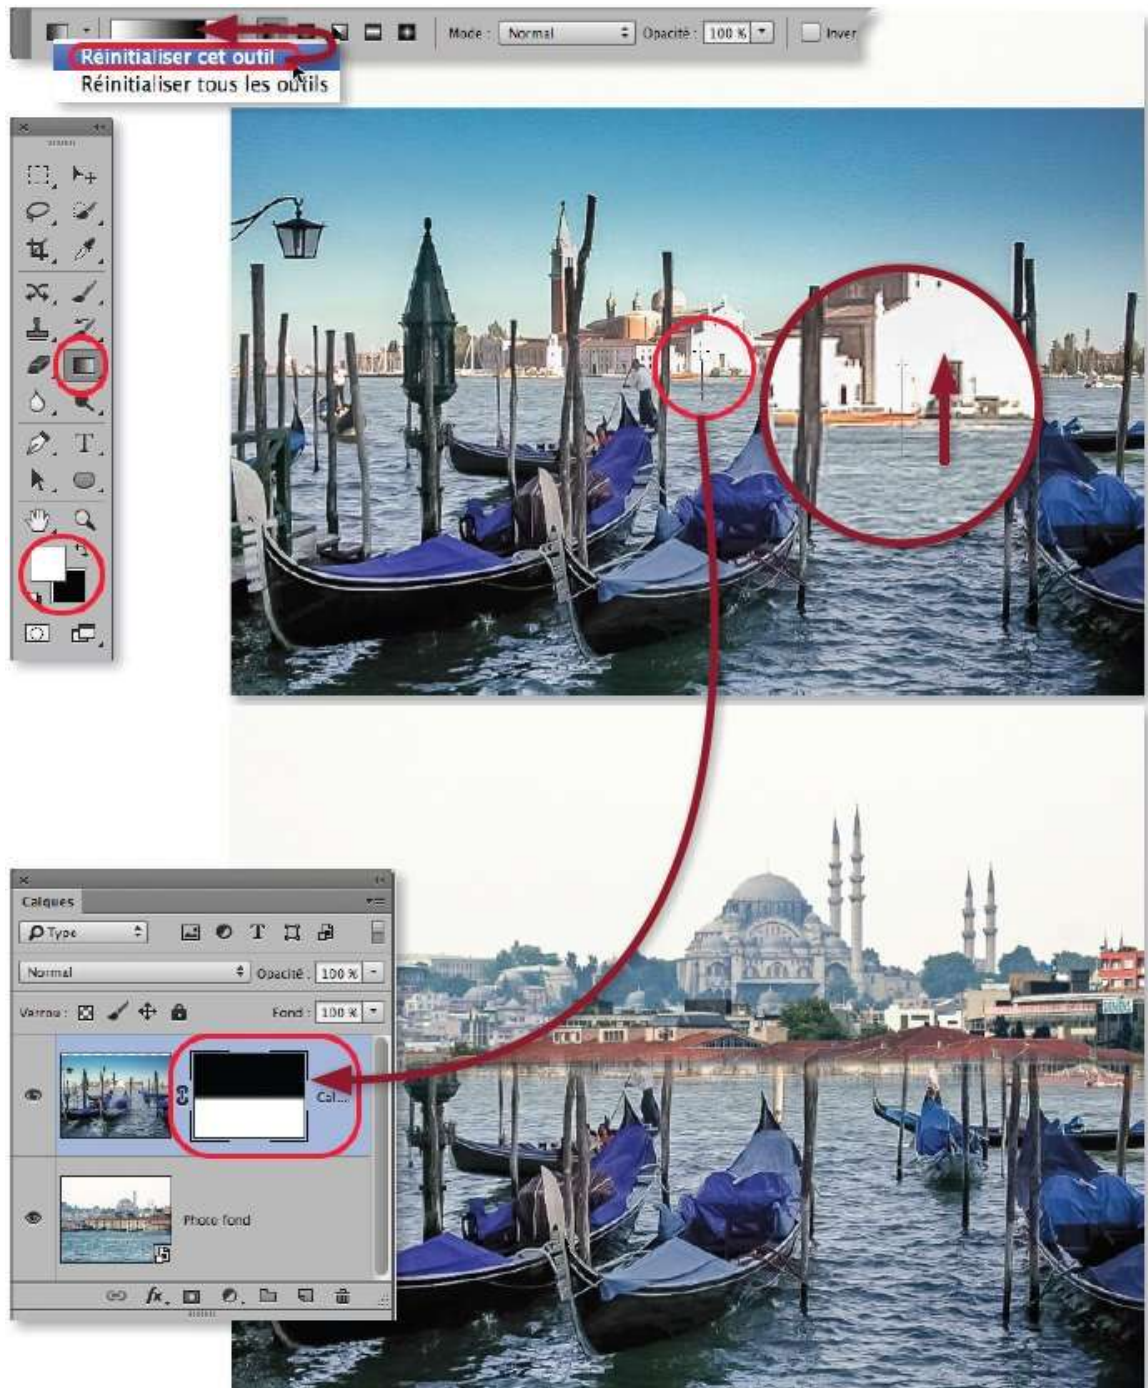 Mode : Normal Opacité : 100 % Inver
Réinitialiser cet outil
Réinitialiser tous les outils
T
Calques
Type T
Normal Opacité : 100 %
Verrou : Fond : 100 %
Cal...
Photo fond
fx